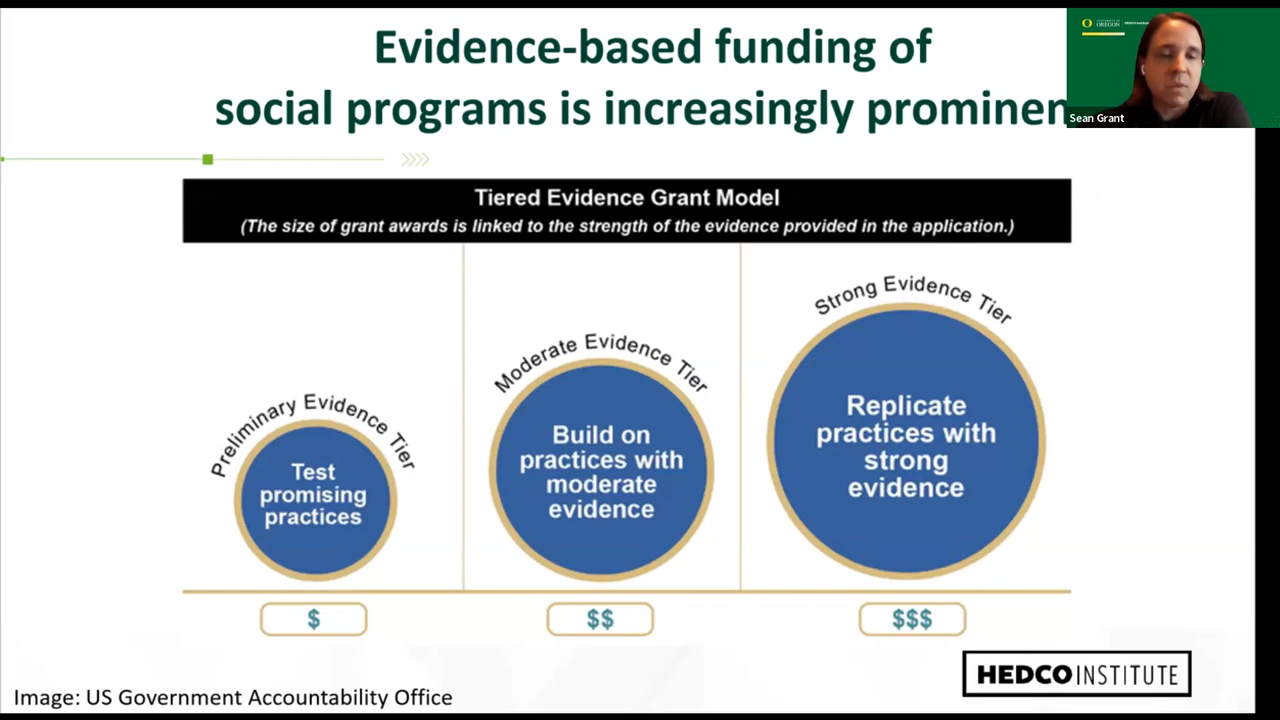 Evidence-based funding of
social programs is increasingly prominen
UNIVERSITY OF
OREGON
Sean Grant
Tiered Evidence Grant Model
(The size of grant awards is linked to the strength of the evidence provided in the application.)
Preliminary Evidence Tier
Test
promising
practices
$
Moderate Evidence Tier
Build on
practices with
moderate
evidence
$$
Strong Evidence Tier
Replicate
practices with
strong
evidence
$$$
HEDCO INSTITUTE
Image: US Government Accountability Office